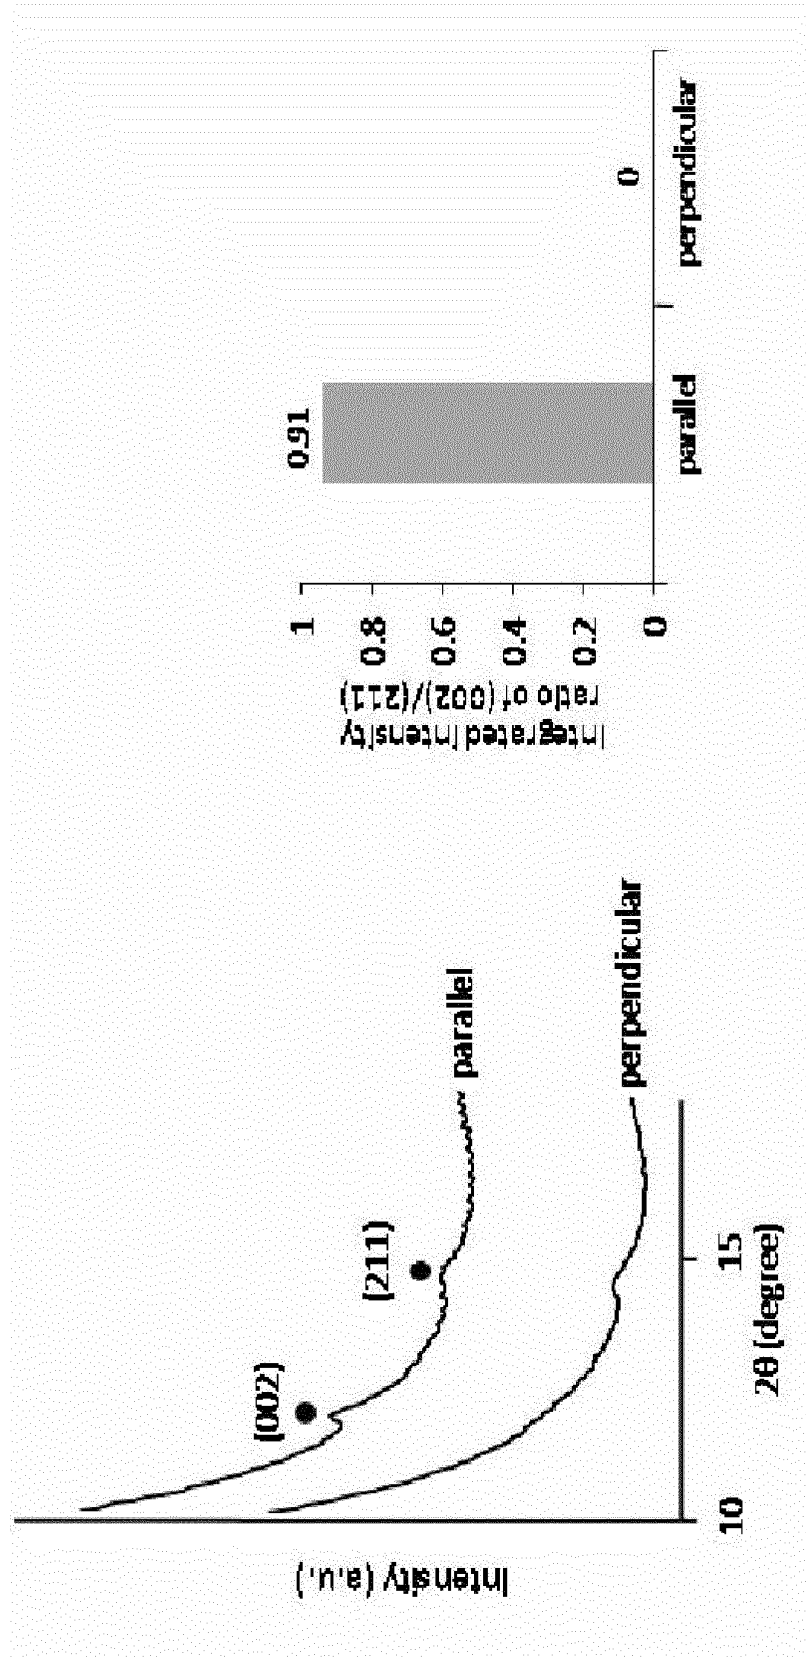 Intensity (a.u.)
(002)
(211)
parallel
perpendicular
10
15
2θ (degree)
Integrated intensity
ratio of (002)/(211)
1
0.8
0.6
0.4
0.2
0
0.91
0
parallel
perpendicular